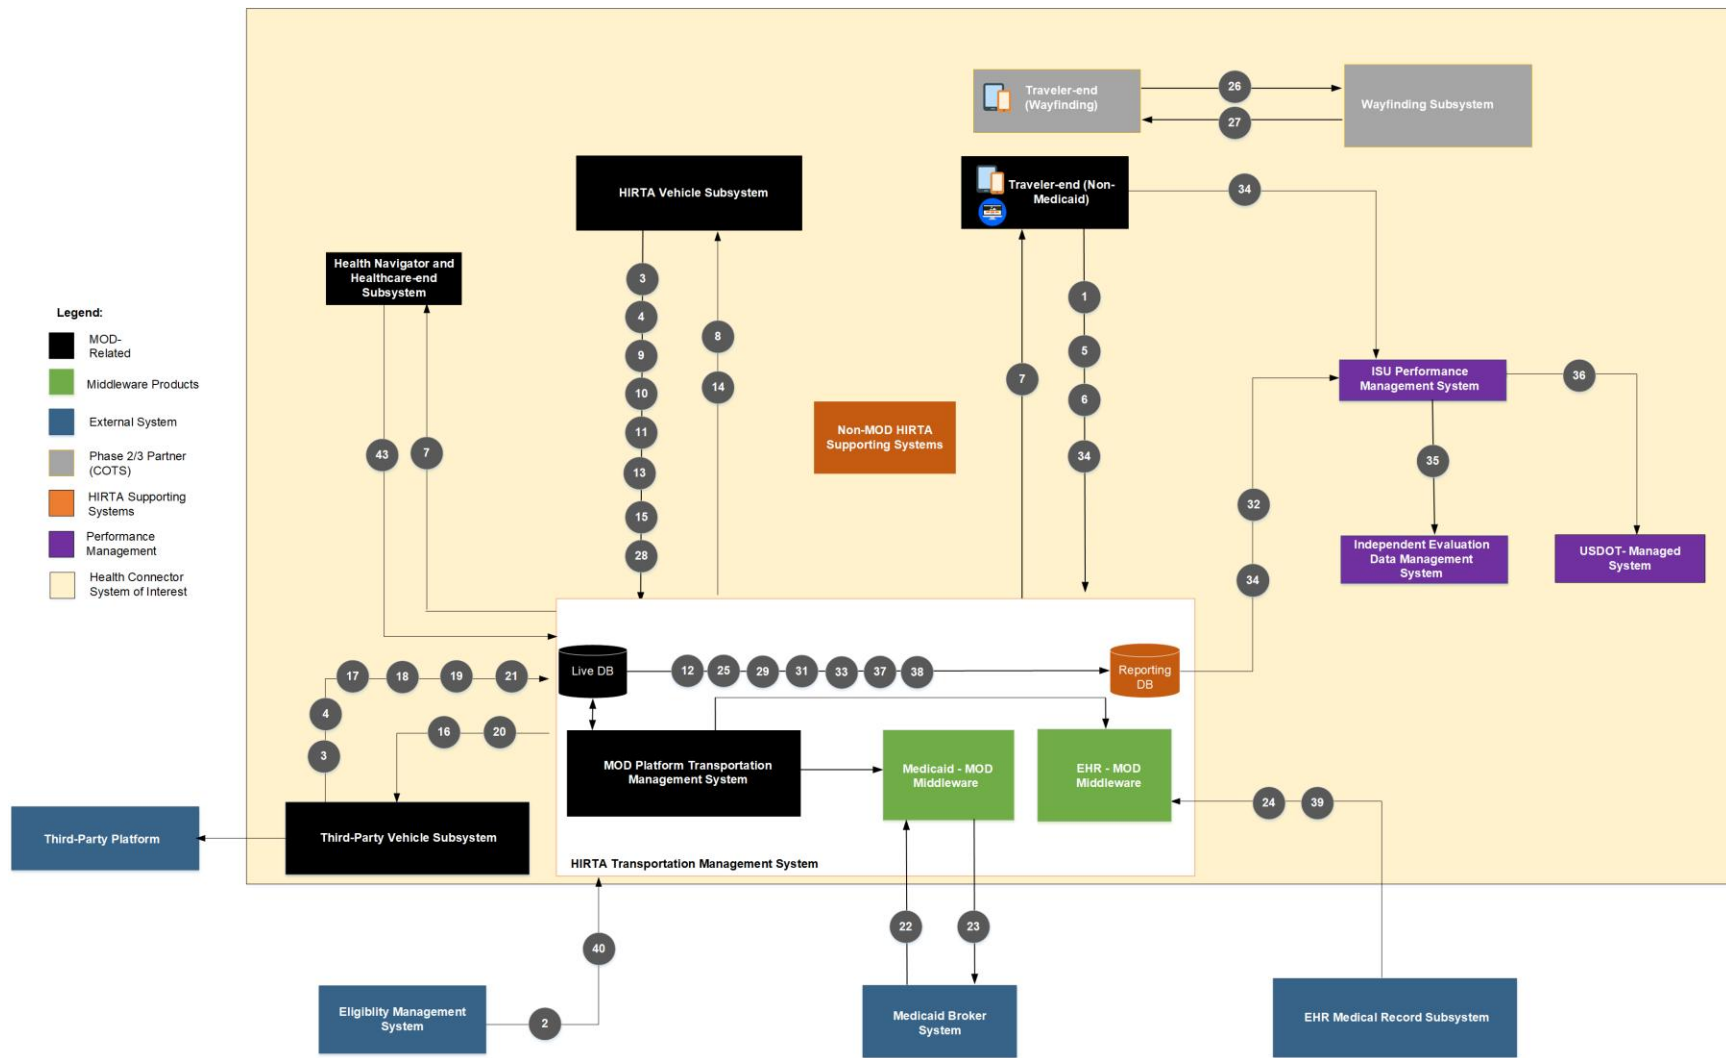 Traveler-end
(Wayfinding)
26
27
Wayfinding Subsystem
HIRTA Vehicle Subsystem
Traveler-end (Non-
Medicaid)
34
Health Navigator and
Healthcare-end
Subsystem
Legend:
MOD-
Related
Middleware Products
External System
Phase 2/3 Partner
(COTS)
HIRTA Supporting
Systems
Performance
Management
Health Connector
System of Interest
43
7
3
4
9
10
11
13
15
28
8
14
7
1
5
6
34
Non-MOD HIRTA
Supporting Systems
ISU Performance
Management System
36
35
32
34
Independent Evaluation
Data Management
System
USDOT- Managed
System
17
18
19
21
4
3
16
20
Live DB
12
25
29
31
33
37
38
Reporting
DB
MOD Platform Transportation
Management System
Medicaid - MOD
Middleware
EHR - MOD
Middleware
24
39
Third-Party Platform
Third-Party Vehicle Subsystem
HIRTA Transportation Management System
40
22
23
Eligiblity Management
System
2
Medicaid Broker
System
EHR Medical Record Subsystem